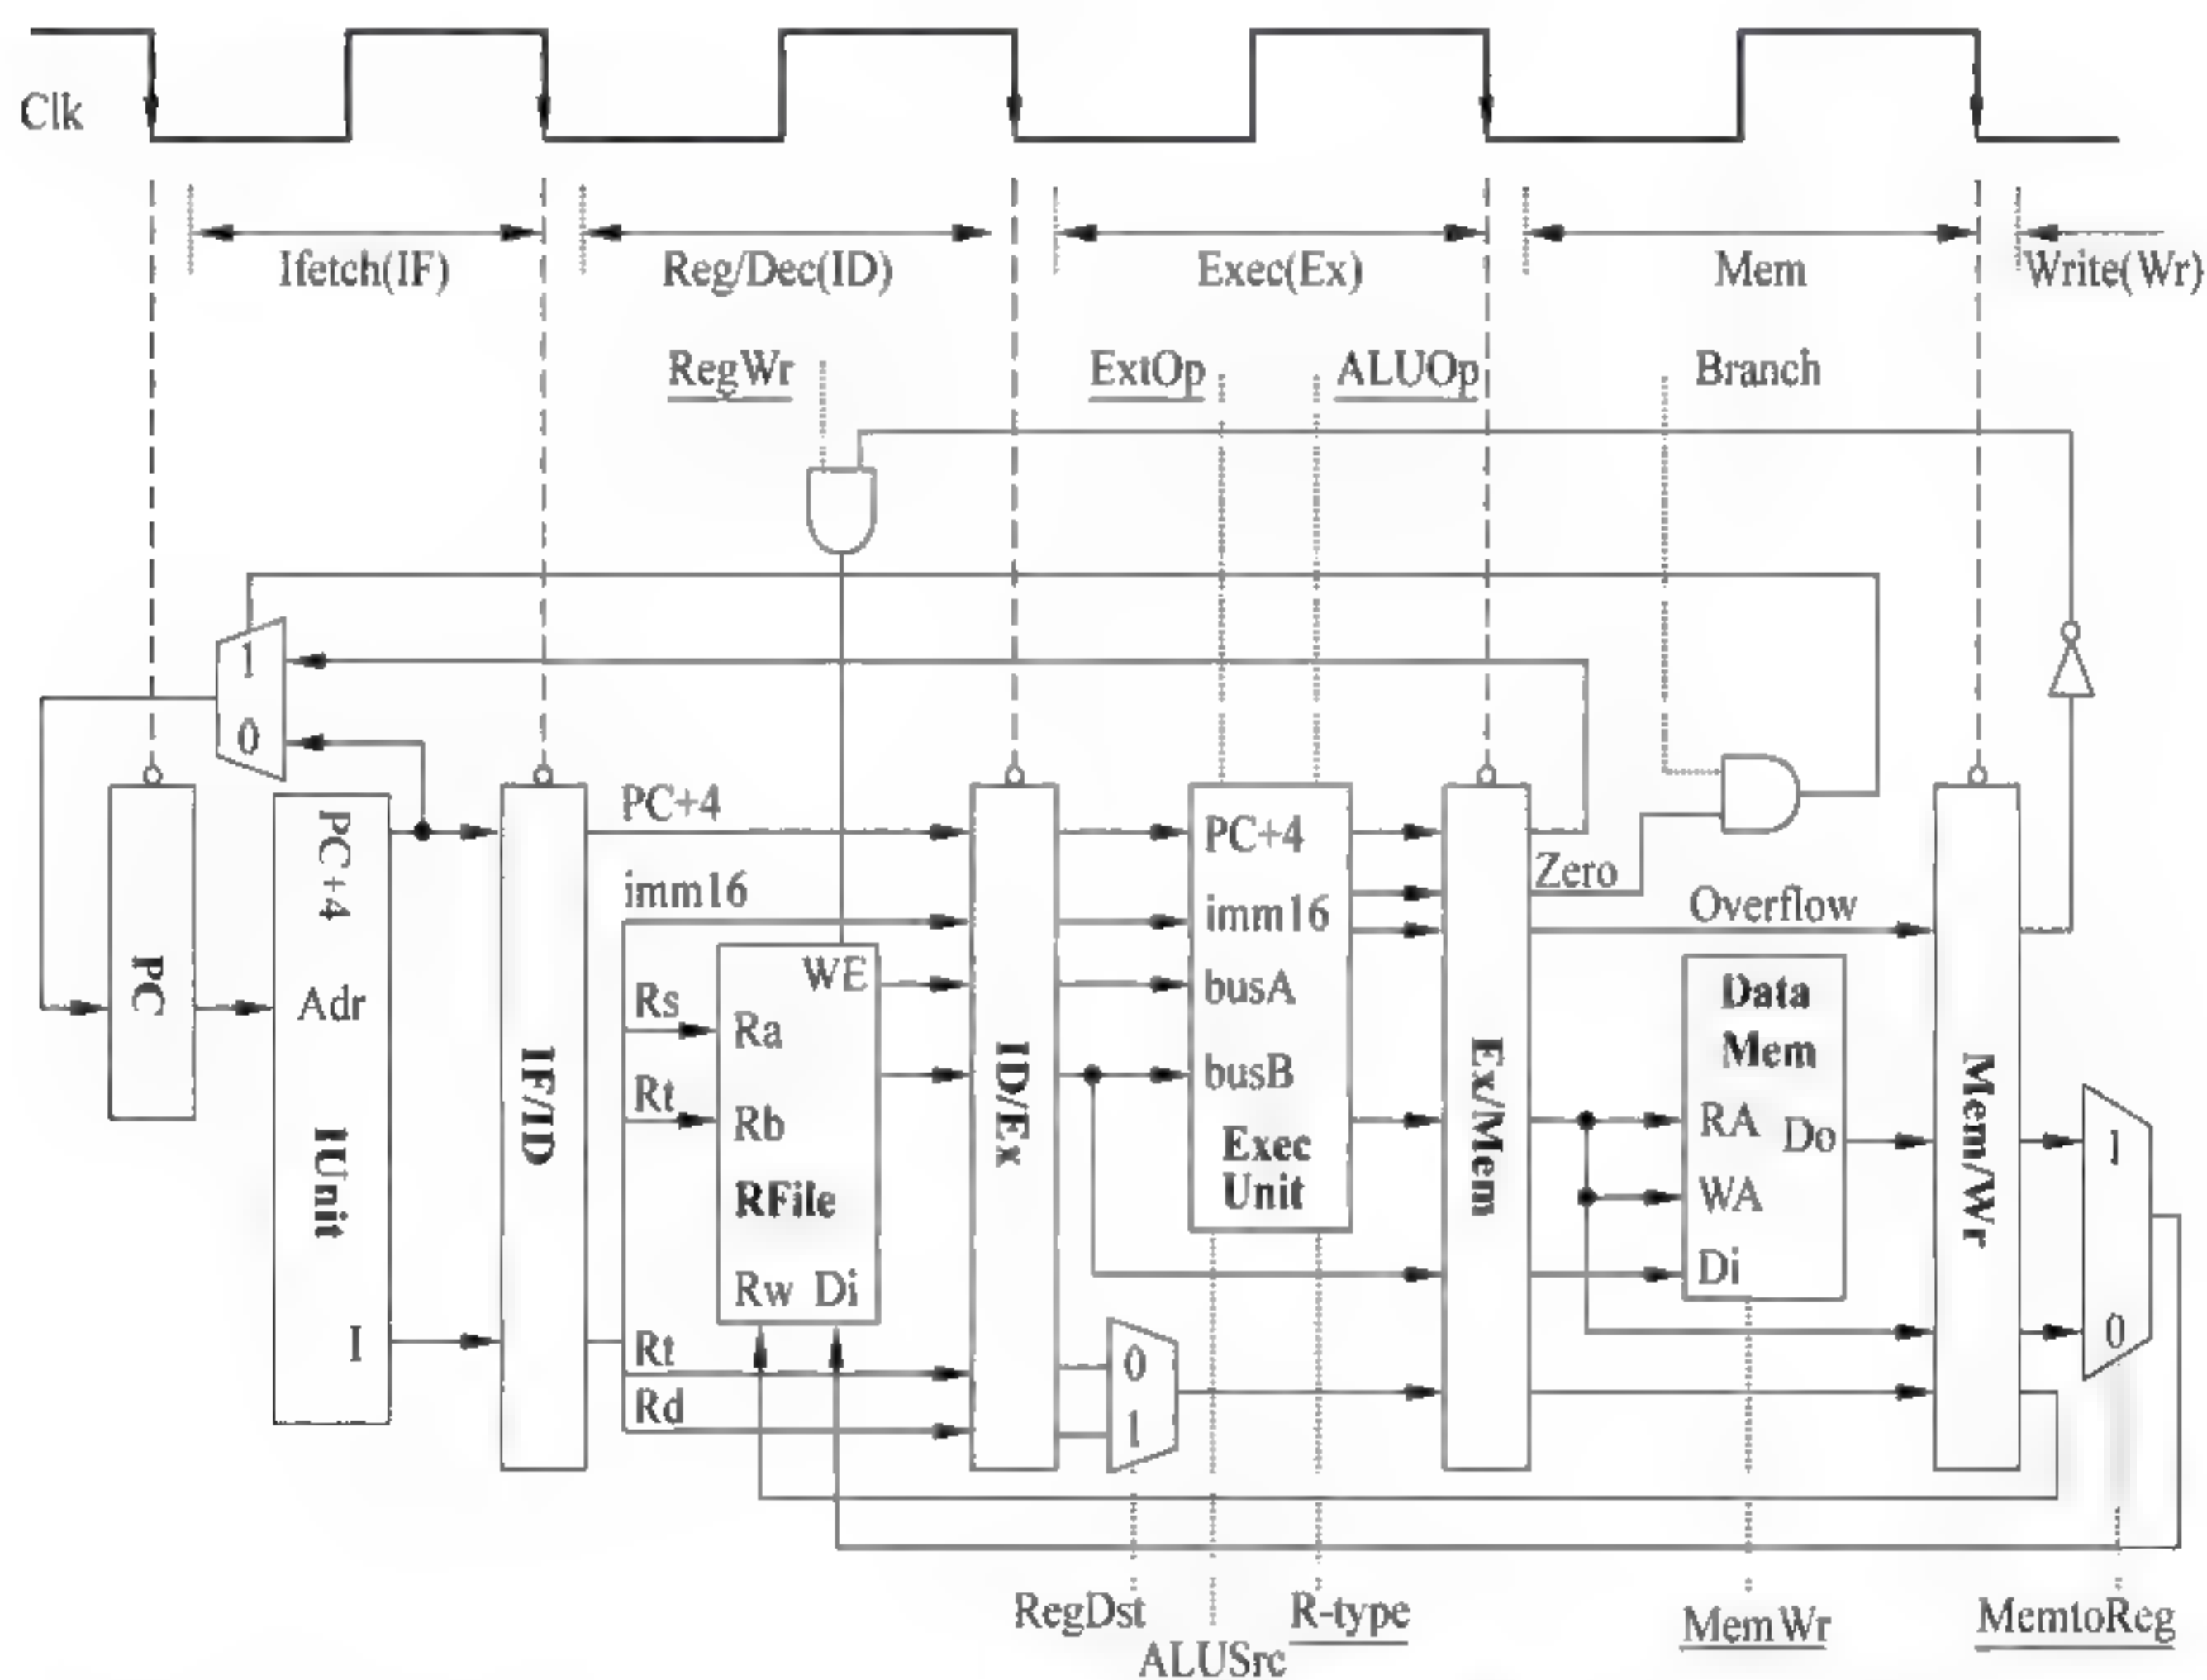 Clk
Ifetch(IF)
Reg/Dec(ID)
Exec(Ex)
Mem
Write(Wr)
RegWr
ExtOp
ALUOp
Branch
1
0
PC+4
Adr
IUnit
I
PC
IF/ID
PC+4
imm16
Rs
Rt
Rt
Rd
WE
Ra
Rb
RFile
Rw Di
ID/Ex
0
1
PC+4
imm16
busA
busB
Exec
Unit
Ex/Mem
Zero
Overflow
Data
Mem
RA
Do
WA
Di
Mem/Wr
1
0
RegDst
ALUSrc
R-type
MemWr
MemtoReg